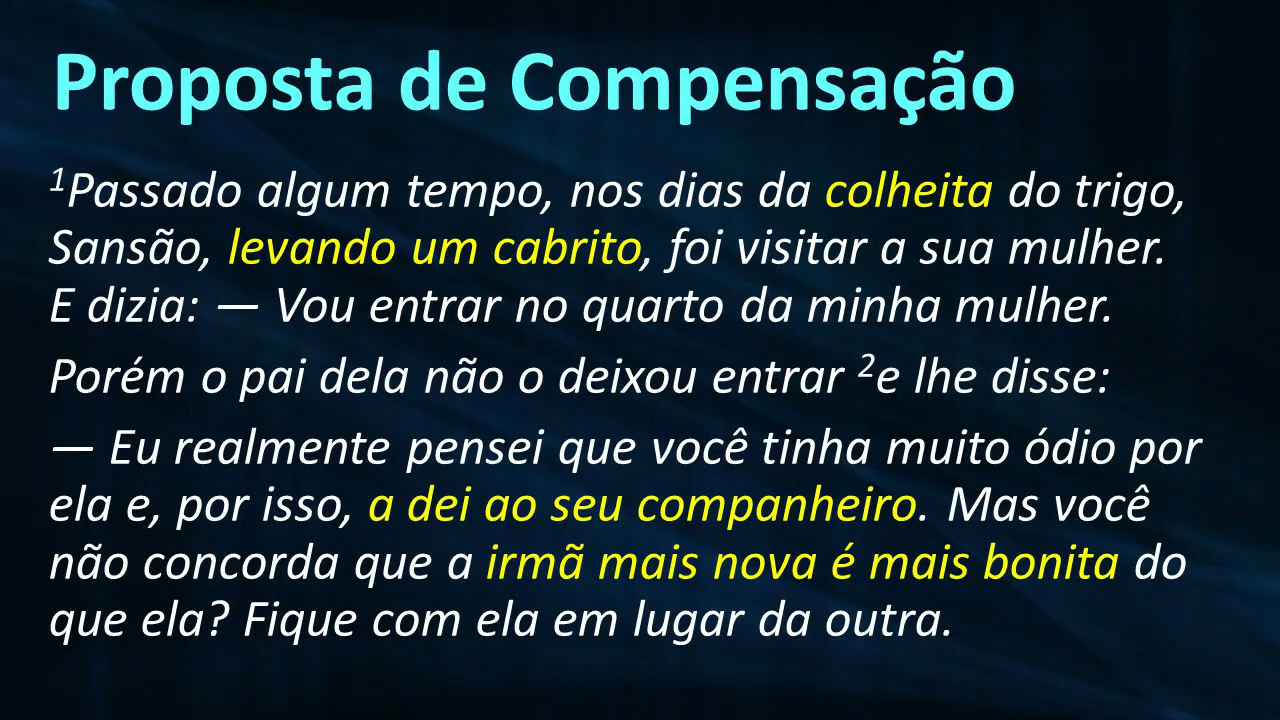 Proposta de Compensação
¹Passado algum tempo, nos dias da colheita do trigo,
Sansão, levando um cabrito, foi visitar a sua mulher.
E dizia: — Vou entrar no quarto da minha mulher.
Porém o pai dela não o deixou entrar ²e lhe disse:
— Eu realmente pensei que você tinha muito ódio por
ela e, por isso, a dei ao seu companheiro. Mas você
não concorda que a irmã mais nova é mais bonita do
que ela? Fique com ela em lugar da outra.